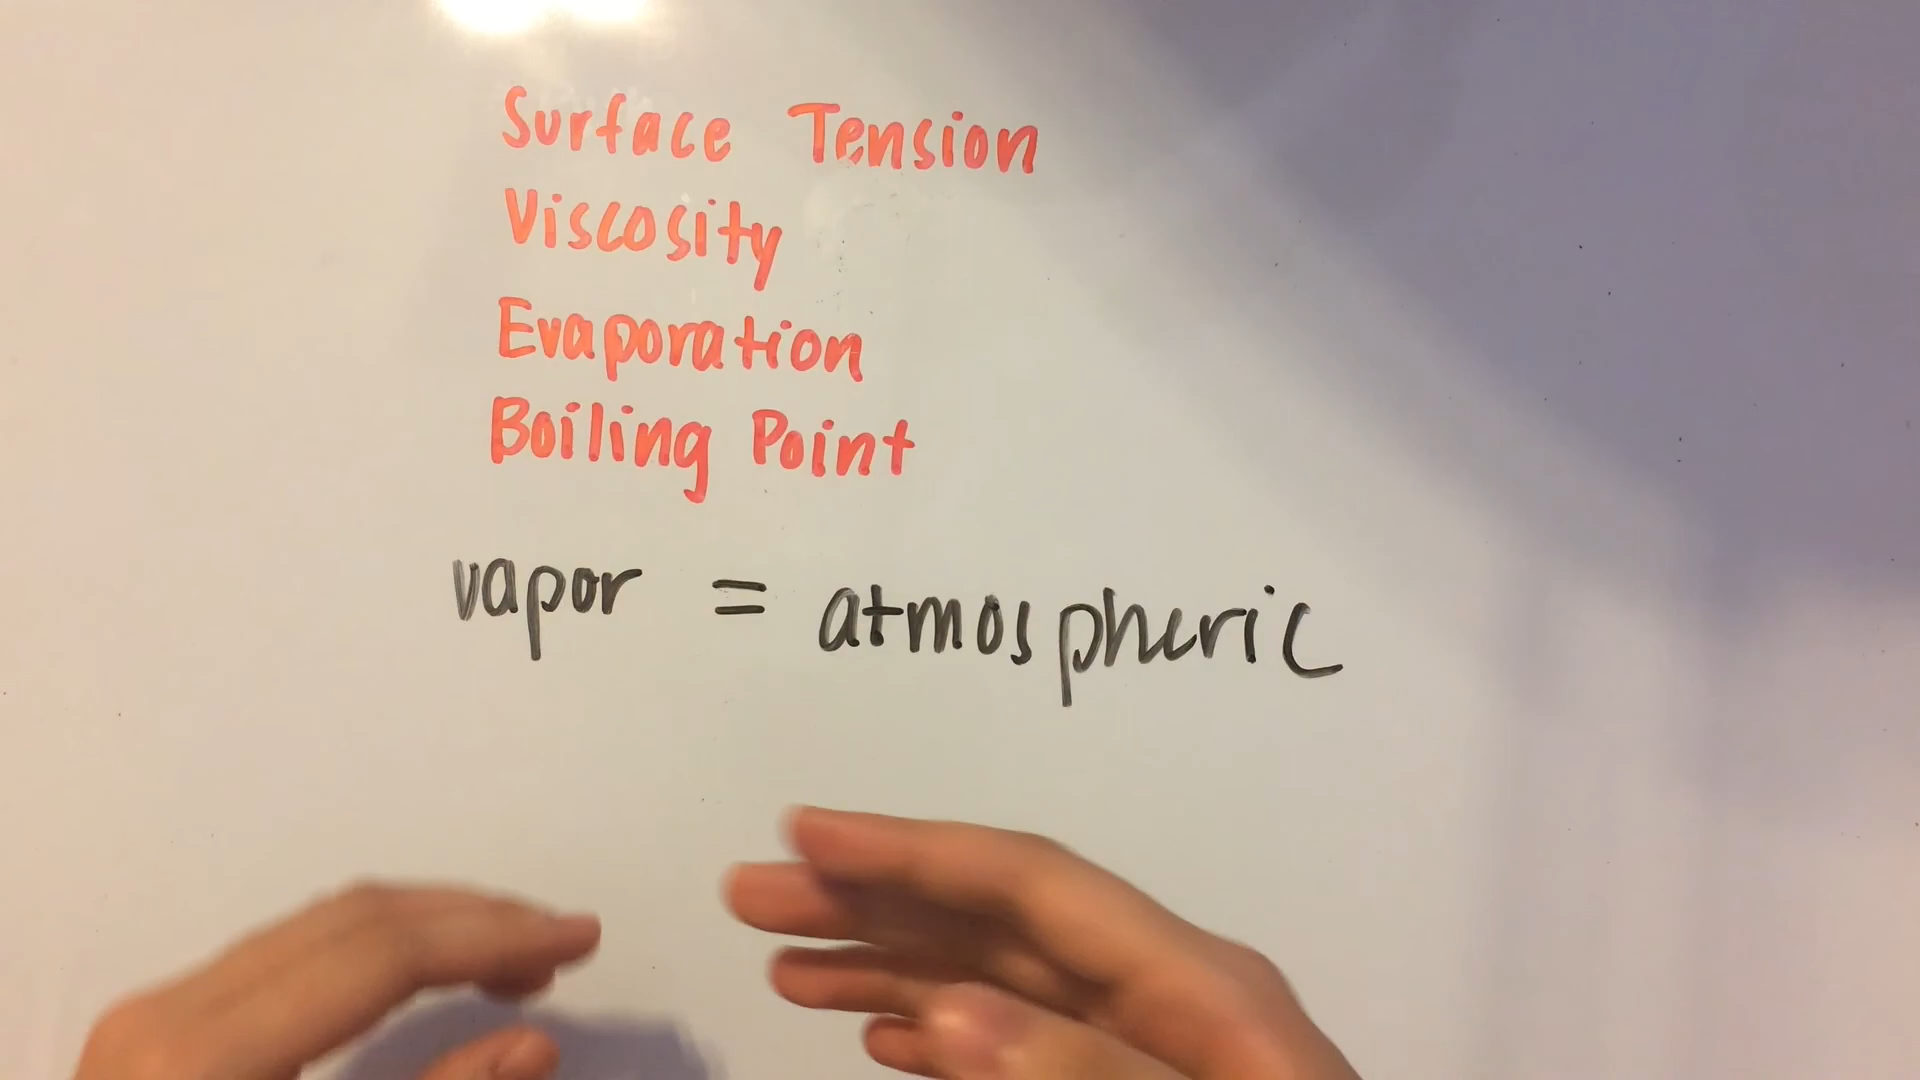 Surface Tension
Viscosity
Evaporation
Boiling Point
vapor = atmospheric